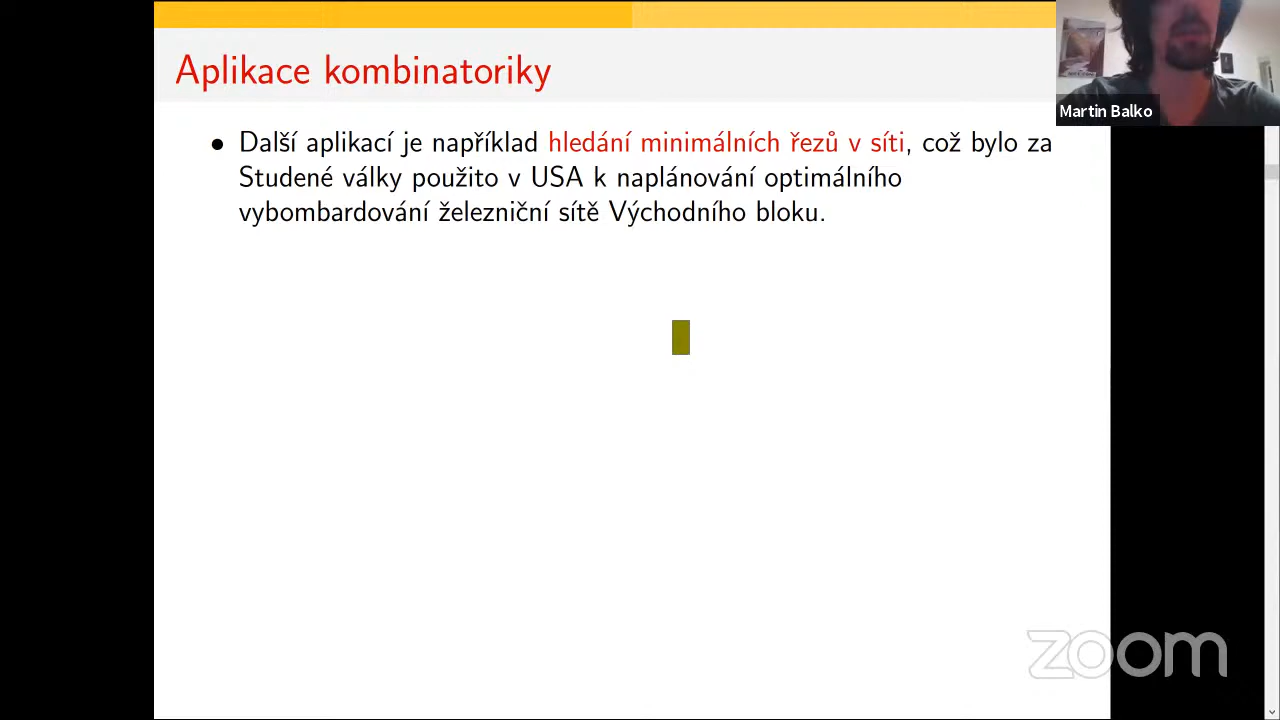 Aplikace kombinatoriky
Martin Balko
• Další aplikací je například hledání minimálních řezů v síti, což bylo za
Studené války použito v USA k naplánování optimálního
vybombardování železniční sítě Východního bloku.
zoom